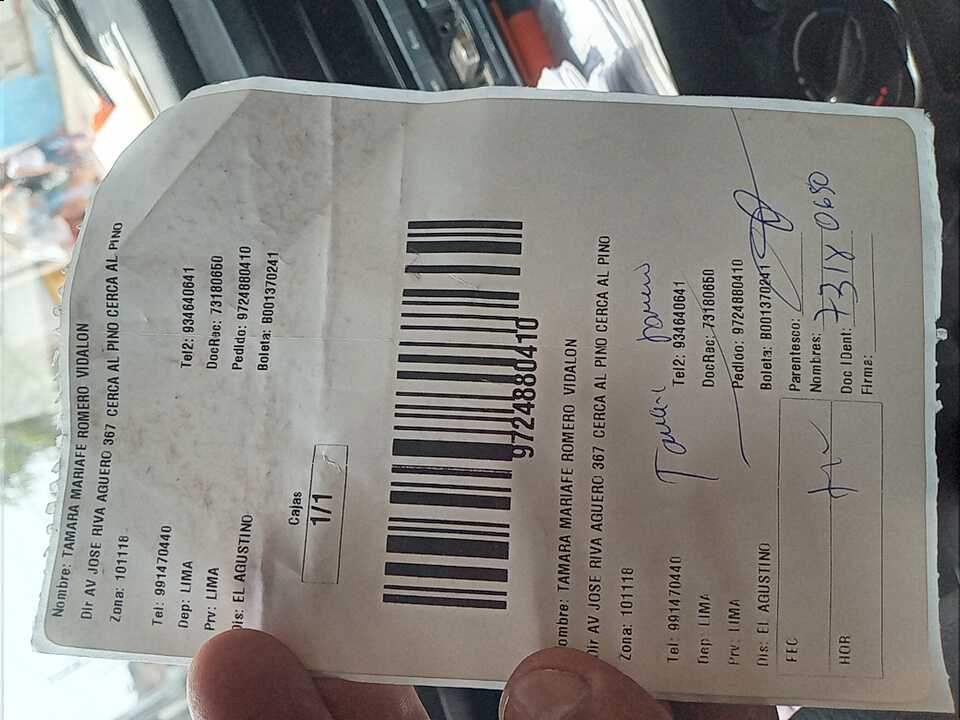 Nombre: TAMARA MARIAFE ROMERO VIDALON
Dir AV JOSE RIVA AGUERO 367 CERCA AL PINO CERCA AL PINO
Zona: 101118
Tel: 991470440 Tel2: 934640641
Dep: LIMA DocRec: 73180660
Prv: LIMA Pedido: 9724880410
Dis: EL AGUSTINO Boleta: B001370241
Cajas
1/1
9724880410
ombre: TAMARA MARIAFE ROMERO VIDALON
Dir AV JOSE RIVA AGUERO 367 CERCA AL PINO CERCA AL PINO
Zona: 101118
Tel: 991470440 Tel2: 934640641
Dep: LIMA DocRec: 73180660
Prv: LIMA Pedido: 9724880410
Dis: EL AGUSTINO Boleta: B001370241
FEC Parentesco:
Nombres:
HOR Doc IDent:
Firma: